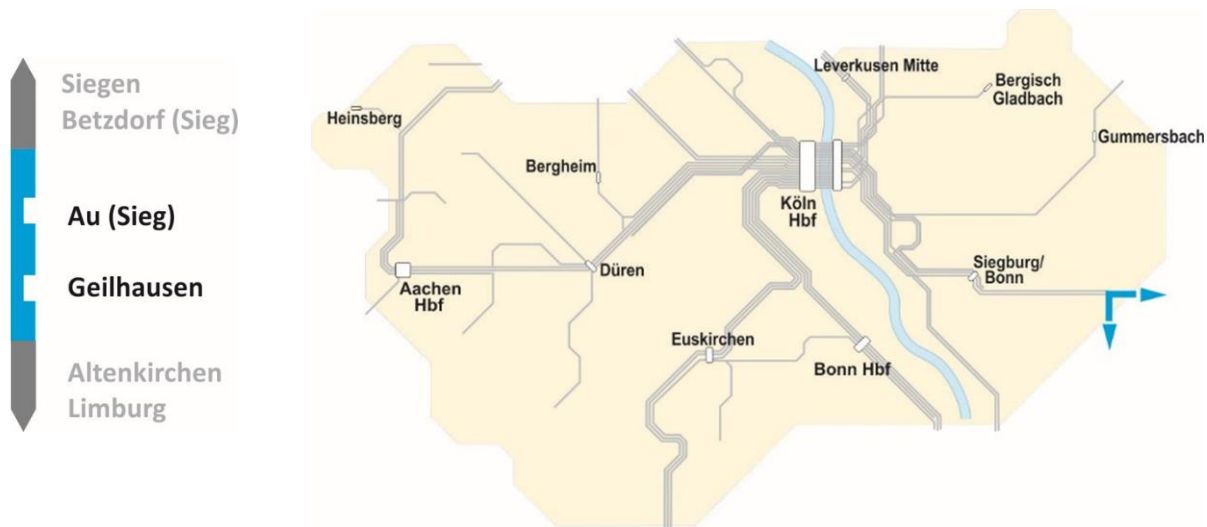 Siegen
Betzdorf (Sieg)
Au (Sieg)
Geilhausen
Altenkirchen
Limburg
Heinsberg
Bergheim
Leverkusen Mitte
Bergisch
Gladbach
Gummersbach
Köln
Hbf
Düren
Aachen
Hbf
Siegburg/
Bonn
Euskirchen
Bonn Hbf